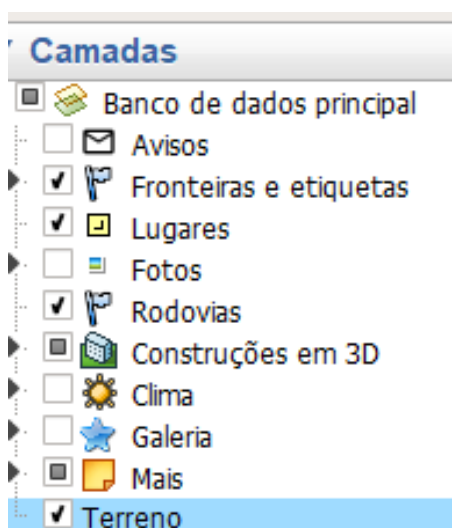 Camadas
Banco de dados principal
Avisos
Fronteiras e etiquetas
Lugares
Fotos
Rodovias
Construções em 3D
Clima
Galeria
Mais
Terreno